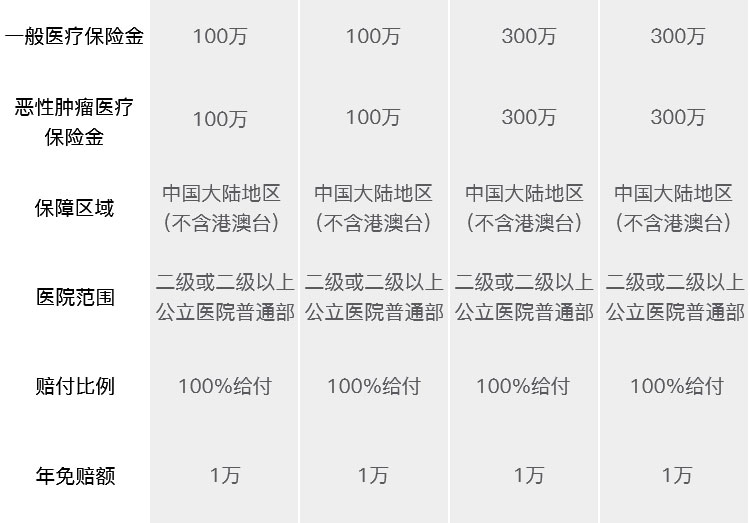 一般医疗保险金 100万 100万 300万 300万
恶性肿瘤医疗
保险金 100万 100万 300万 300万
保障区域 中国大陆地区 中国大陆地区 中国大陆地区 中国大陆地区
（不含港澳台） （不含港澳台） （不含港澳台） （不含港澳台）
医院范围 二级或二级以上 二级或二级以上 二级或二级以上 二级或二级以上
公立医院普通部 公立医院普通部 公立医院普通部 公立医院普通部
赔付比例 100%给付 100%给付 100%给付 100%给付
年免赔额 1万 1万 1万 1万